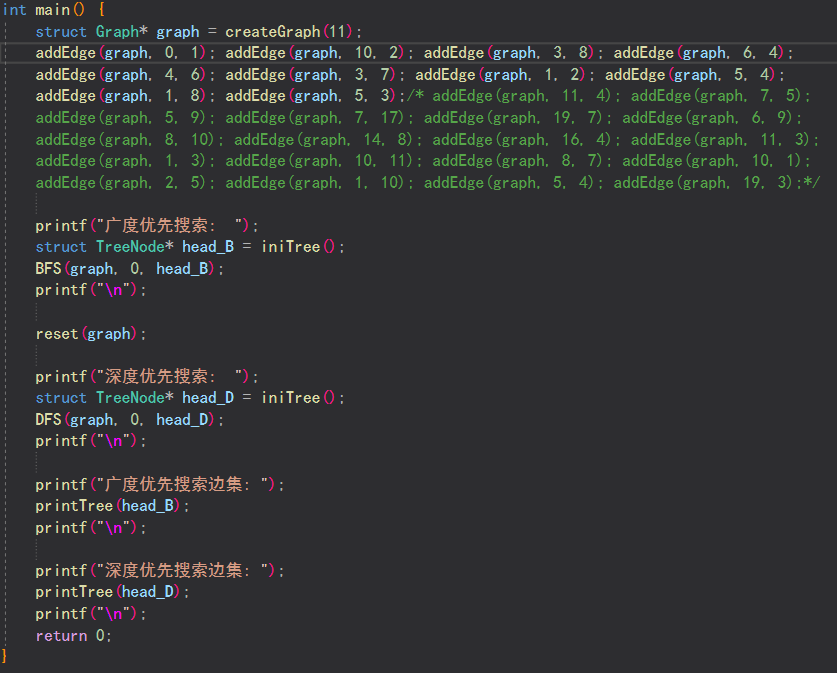 int main() {
struct Graph* graph = createGraph(11);
addEdge(graph, 0, 1); addEdge(graph, 10, 2); addEdge(graph, 3, 8); addEdge(graph, 6, 4);
addEdge(graph, 4, 6); addEdge(graph, 3, 7); addEdge(graph, 1, 2); addEdge(graph, 5, 4);
addEdge(graph, 1, 8); addEdge(graph, 5, 3);/* addEdge(graph, 11, 4); addEdge(graph, 7, 5);
addEdge(graph, 5, 9); addEdge(graph, 7, 17); addEdge(graph, 19, 7); addEdge(graph, 6, 9);
addEdge(graph, 8, 10); addEdge(graph, 14, 8); addEdge(graph, 16, 4); addEdge(graph, 11, 3);
addEdge(graph, 1, 3); addEdge(graph, 10, 11); addEdge(graph, 8, 7); addEdge(graph, 10, 1);
addEdge(graph, 2, 5); addEdge(graph, 1, 10); addEdge(graph, 5, 4); addEdge(graph, 19, 3);*/
printf("广度优先搜索： ");
struct TreeNode* head_B = iniTree();
BFS(graph, 0, head_B);
printf("\n");
reset(graph);
printf("深度优先搜索： ");
struct TreeNode* head_D = iniTree();
DFS(graph, 0, head_D);
printf("\n");
printf("广度优先搜索边集：");
printTree(head_B);
printf("\n");
printf("深度优先搜索边集：");
printTree(head_D);
printf("\n");
return 0;
}